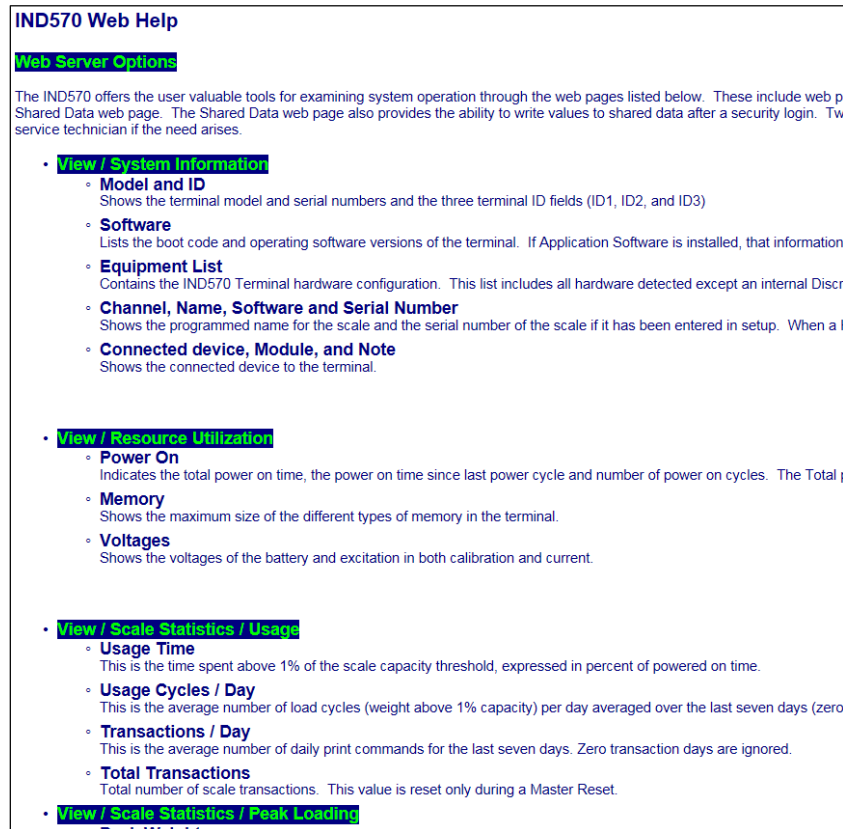 IND570 Web Help
Web Server Options
The IND570 offers the user valuable tools for examining system operation through the web pages listed below. These include web
Shared Data web page. The Shared Data web page also provides the ability to write values to shared data after a security login.
service technician if the need arises.
• View / System Information
◦ Model and ID
Shows the terminal model and serial numbers and the three terminal ID fields (ID1, ID2, and ID3)
◦ Software
Lists the boot code and operating software versions of the terminal. If Application Software is installed, that information
◦ Equipment List
Contains the IND570 Terminal hardware configuration. This list includes all hardware detected except an internal
◦ Channel, Name, Software and Serial Number
Shows the programmed name for the scale and the serial number of the scale if it has been entered in setup. When a
◦ Connected device, Module, and Note
Shows the connected device to the terminal.
• View / Resource Utilization
◦ Power On
Indicates the total power on time, the power on time since last power cycle and number of power on cycles. The Total
◦ Memory
Shows the maximum size of the different types of memory in the terminal.
◦ Voltages
Shows the voltages of the battery and excitation in both calibration and current.
• View / Scale Statistics / Usage
◦ Usage Time
This is the time spent above 1% of the scale capacity threshold, expressed in percent of powered on time.
◦ Usage Cycles / Day
This is the average number of load cycles (weight above 1% capacity) per day averaged over the last seven days (zero
◦ Transactions / Day
This is the average number of daily print commands for the last seven days. Zero transaction days are ignored.
◦ Total Transactions
Total number of scale transactions. This value is reset only during a Master Reset.
• View / Scale Statistics / Peak Loading